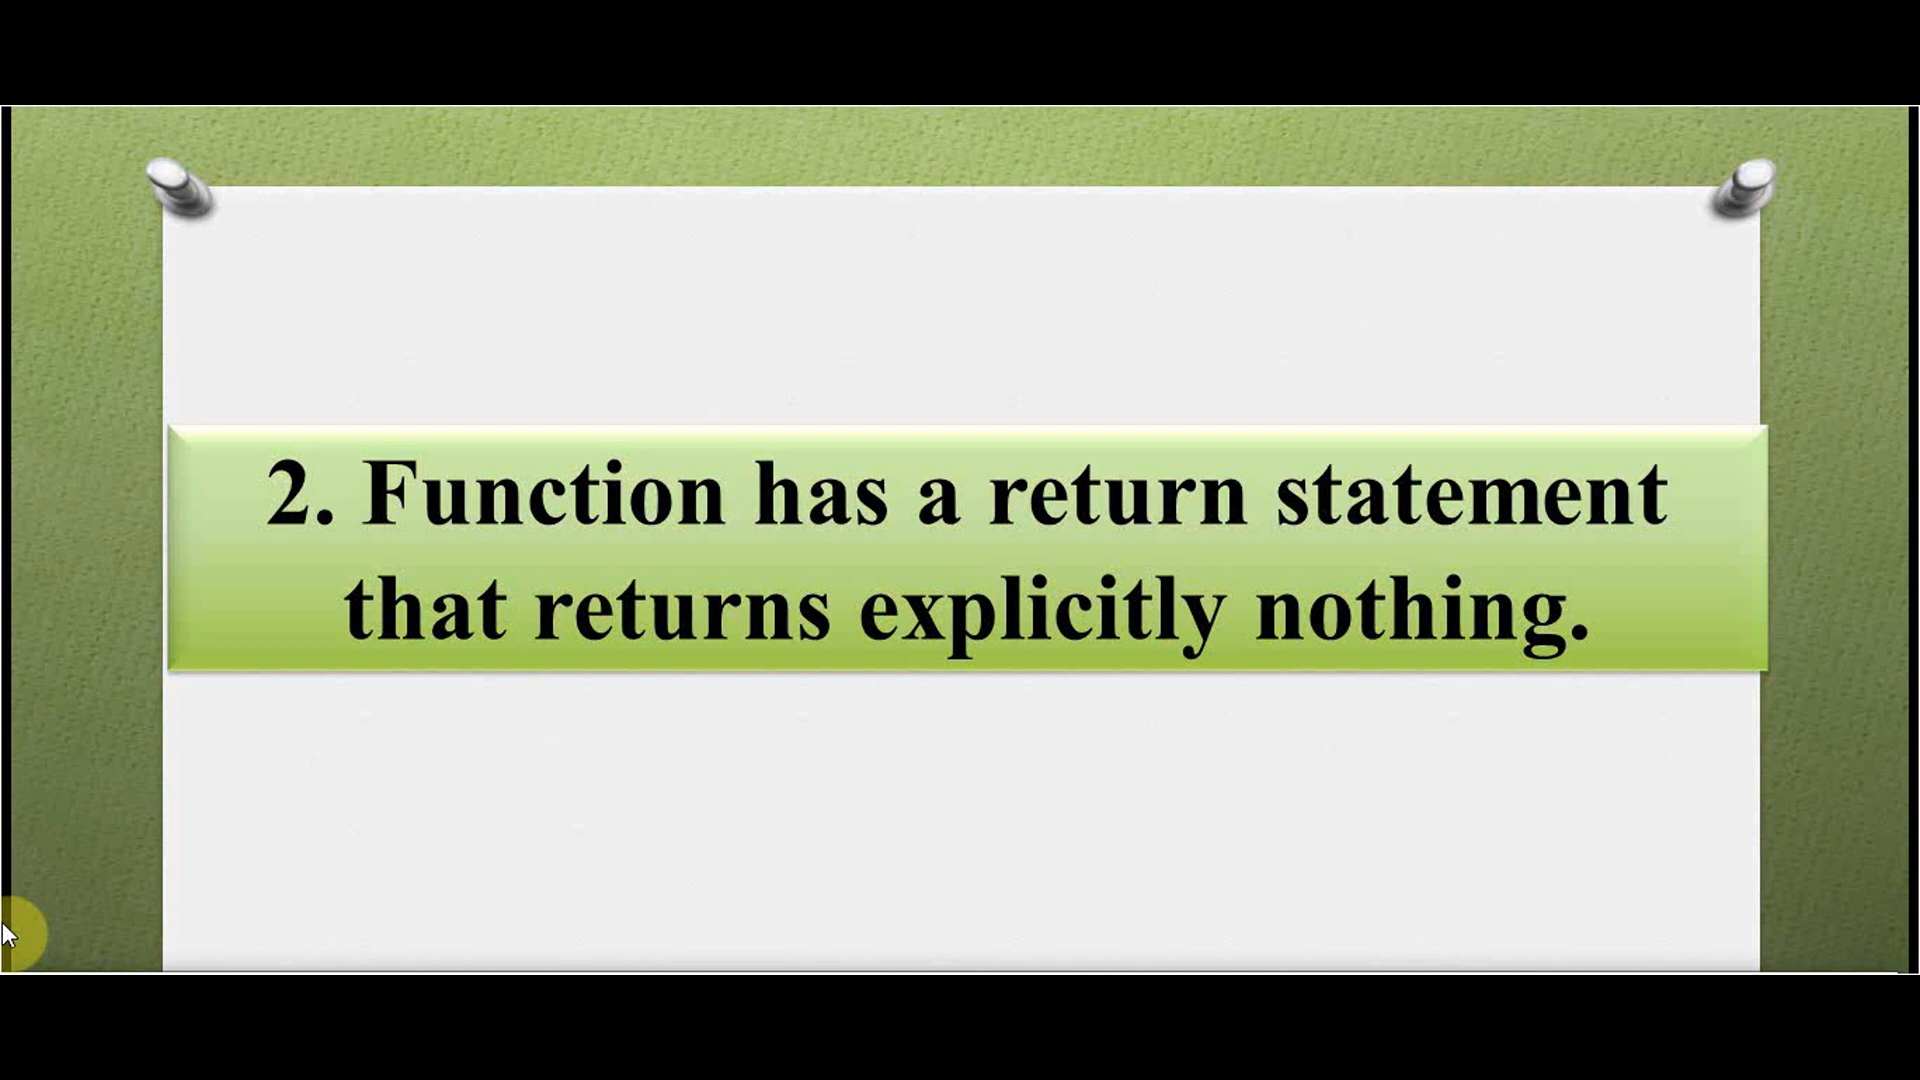 2. Function has a return statement
that returns explicitly nothing.